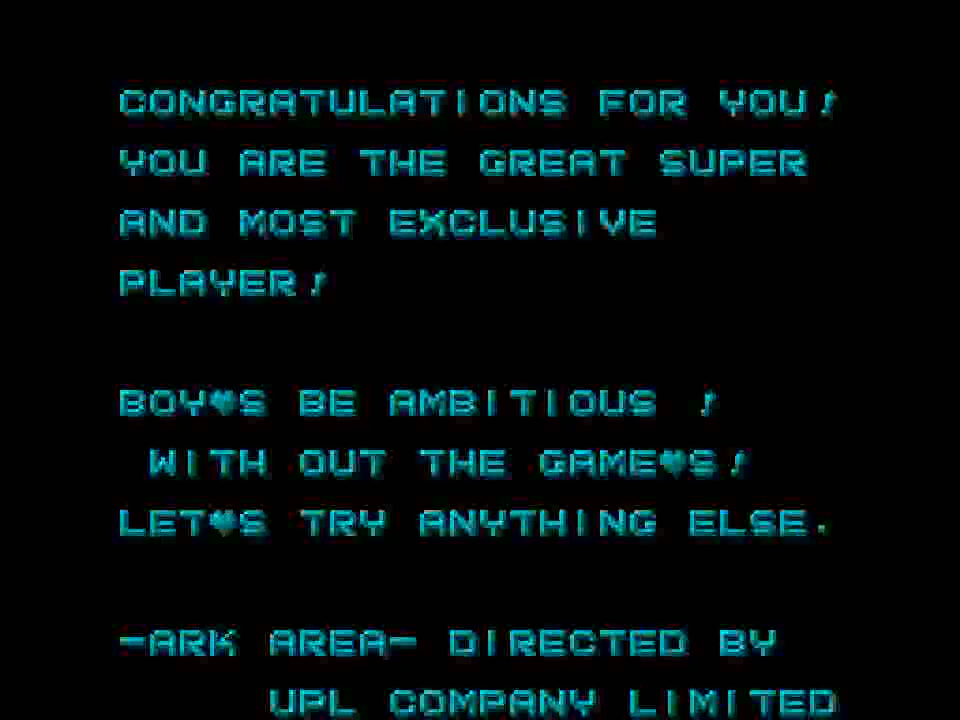 CONGRATULATIONS FOR YOU!
YOU ARE THE GREAT SUPER
AND MOST EXCLUSIVE
PLAYER!
BOY♥S BE AMBITIOUS !
WITH OUT THE GAME♥S!
LET♥S TRY ANYTHING ELSE.
-ARK AREA- DIRECTED BY
UPL COMPANY LIMITED